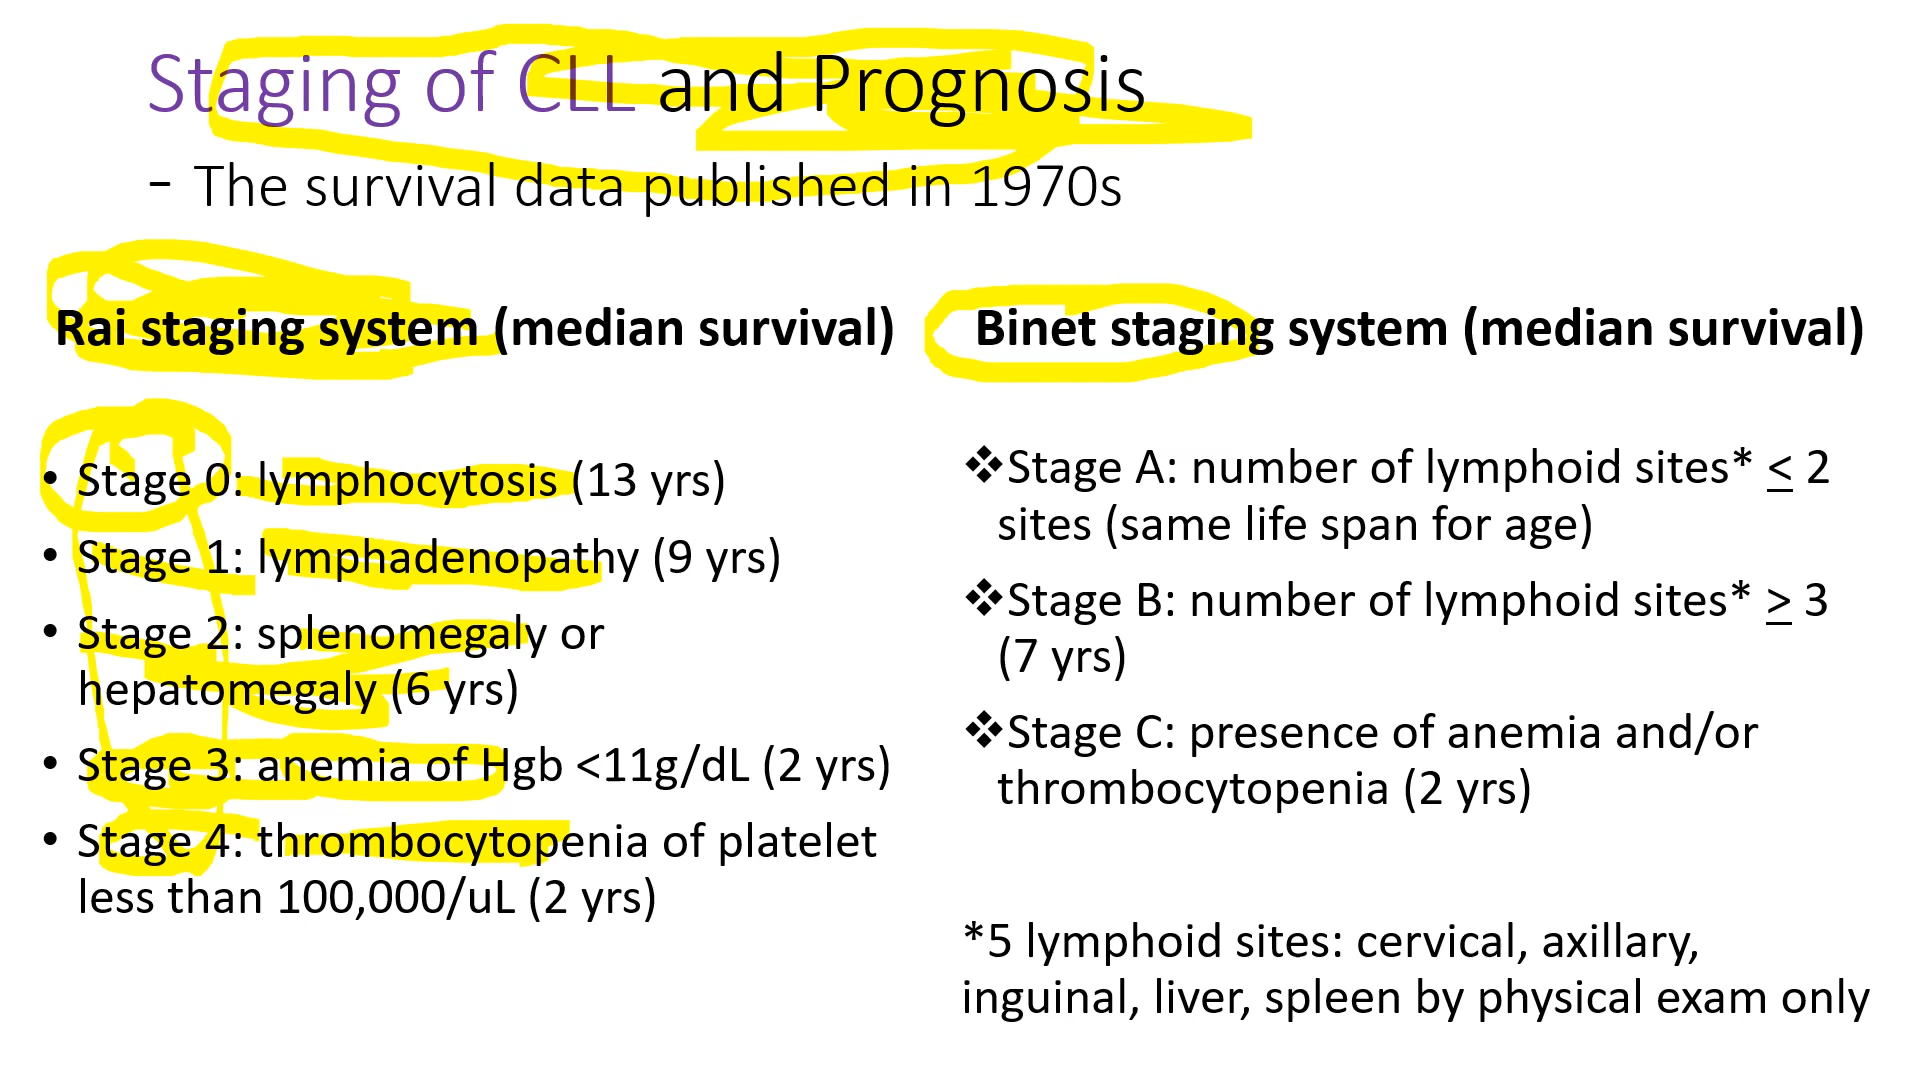 Staging of CLL and Prognosis
- The survival data published in 1970s
Rai staging system (median survival)
• Stage 0: lymphocytosis (13 yrs)
• Stage 1: lymphadenopathy (9 yrs)
• Stage 2: splenomegaly or
hepatomegaly (6 yrs)
• Stage 3: anemia of Hgb <11g/dL (2 yrs)
• Stage 4: thrombocytopenia of platelet
less than 100,000/uL (2 yrs)
Binet staging system (median survival)
❖Stage A: number of lymphoid sites* ≤ 2
sites (same life span for age)
❖Stage B: number of lymphoid sites* ≥ 3
(7 yrs)
❖Stage C: presence of anemia and/or
thrombocytopenia (2 yrs)
*5 lymphoid sites: cervical, axillary,
inguinal, liver, spleen by physical exam only